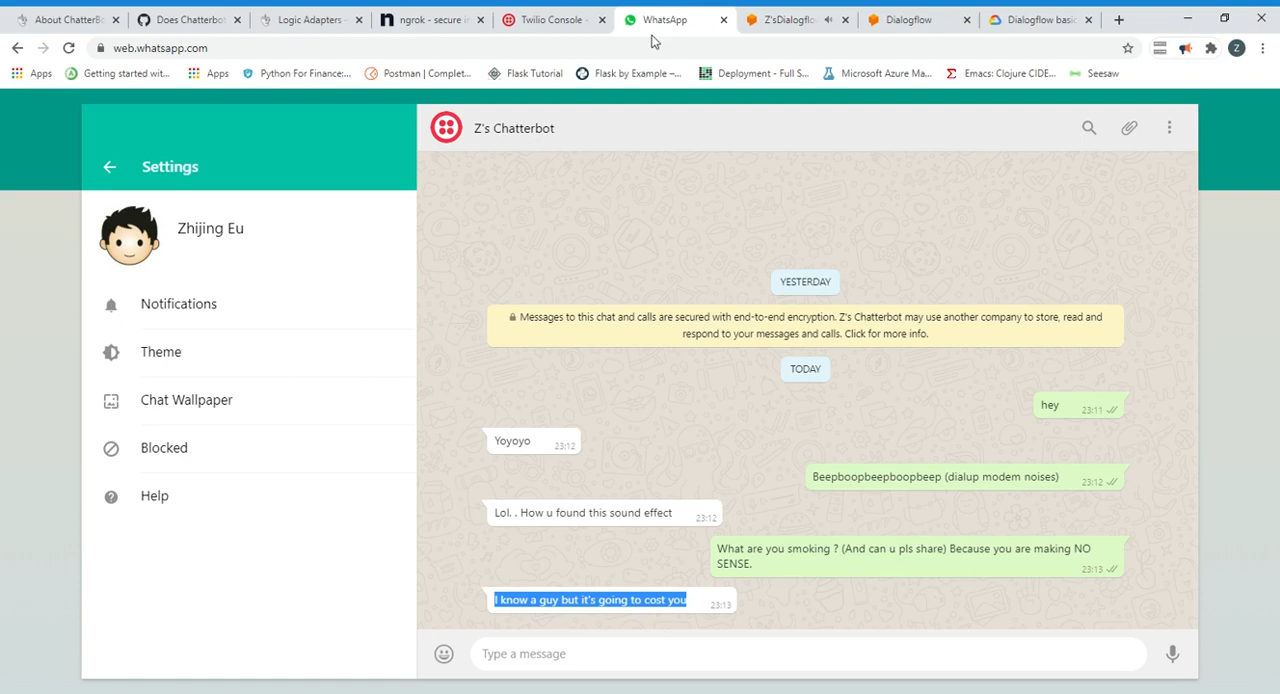 About ChatterB
Does Chatterbot
Logic Adapters -
ngrok - secure i
Twilio Console -
WhatsApp
Z'sDialogflo
Dialogflow
Dialogflow basi
web.whatsapp.com
Z
Apps
Getting started wit...
Apps
Python For Finance:...
Postman | Complet...
Flask Tutorial
Flask by Example –...
Deployment - Full S...
Microsoft Azure Ma...
Emacs: Clojure CIDE...
Seesaw
Settings
Zhijing Eu
Notifications
Theme
Chat Wallpaper
Blocked
Help
Z's Chatterbot
YESTERDAY
Messages to this chat and calls are secured with end-to-end encryption. Z's Chatterbot may use another company to store, read and
respond to your messages and calls. Click for more info.
TODAY
hey 23:11
Yoyoyo 23:12
Beepboopbeepboopbeep (dialup modem noises) 23:12
Lol. . How u found this sound effect 23:12
What are you smoking ? (And can u pls share) Because you are making NO
SENSE. 23:13
I know a guy but it's going to cost you 23:13
Type a message